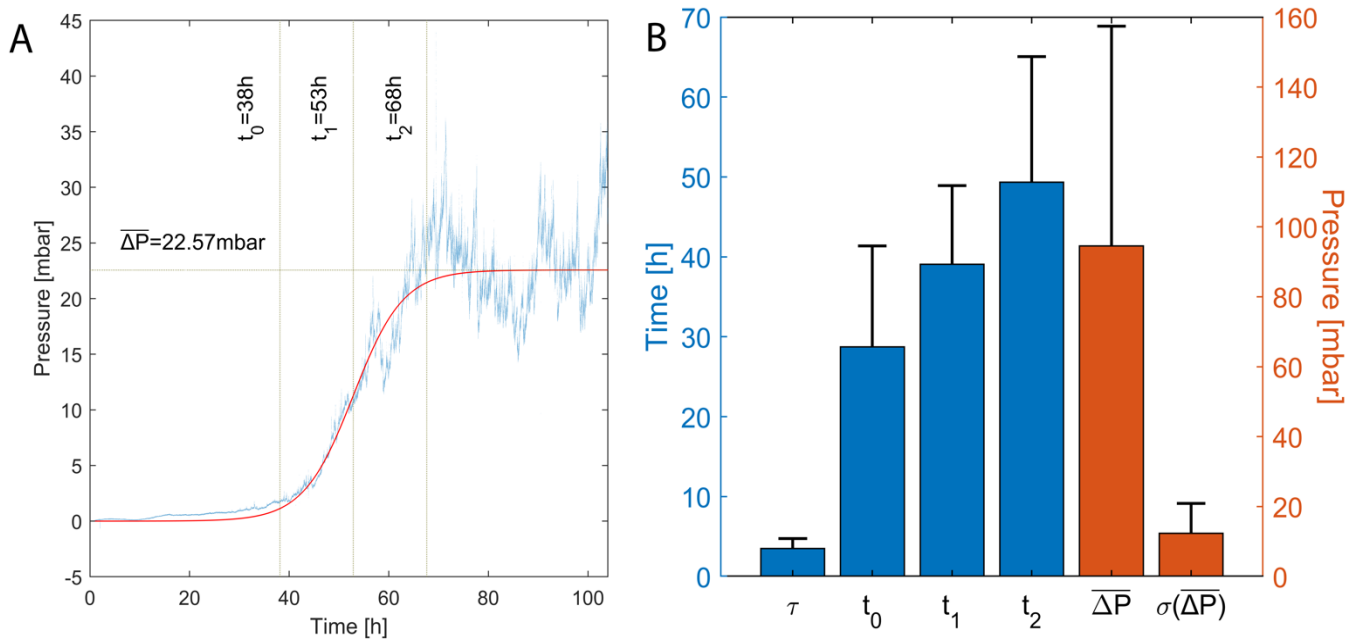 A
45
40
35
30
25
20
15
10
5
0
-5
Pressure [mbar]
t₀=38h
t₁=53h
t₂=68h
ΔP̅=22.57mbar
0 20 40 60 80 100
Time [h]
B
70
60
50
40
30
20
10
0
Time [h]
160
140
120
100
80
60
40
20
0
Pressure [mbar]
τ t₀ t₁ t₂ ΔP̅ σ(ΔP̅)